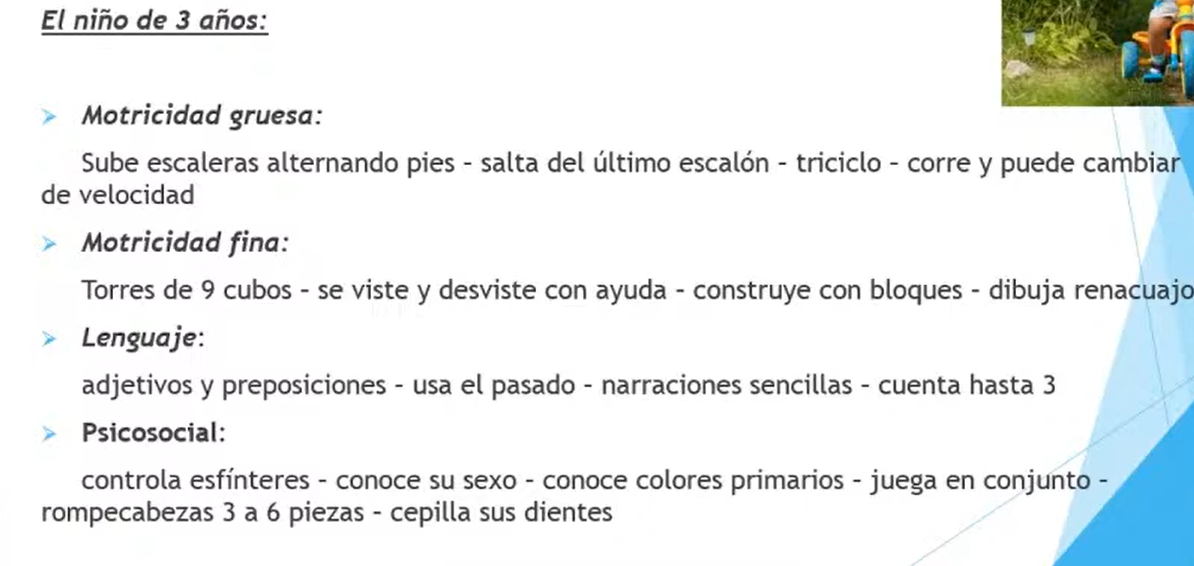 El niño de 3 años:
➢ Motricidad gruesa:
Sube escaleras alternando pies – salta del último escalón – triciclo – corre y puede cambiar
de velocidad
➢ Motricidad fina:
Torres de 9 cubos – se viste y desviste con ayuda – construye con bloques – dibuja renacuajo
➢ Lenguaje:
adjetivos y preposiciones – usa el pasado – narraciones sencillas – cuenta hasta 3
➢ Psicosocial:
controla esfínteres – conoce su sexo – conoce colores primarios – juega en conjunto –
rompecabezas 3 a 6 piezas – cepilla sus dientes